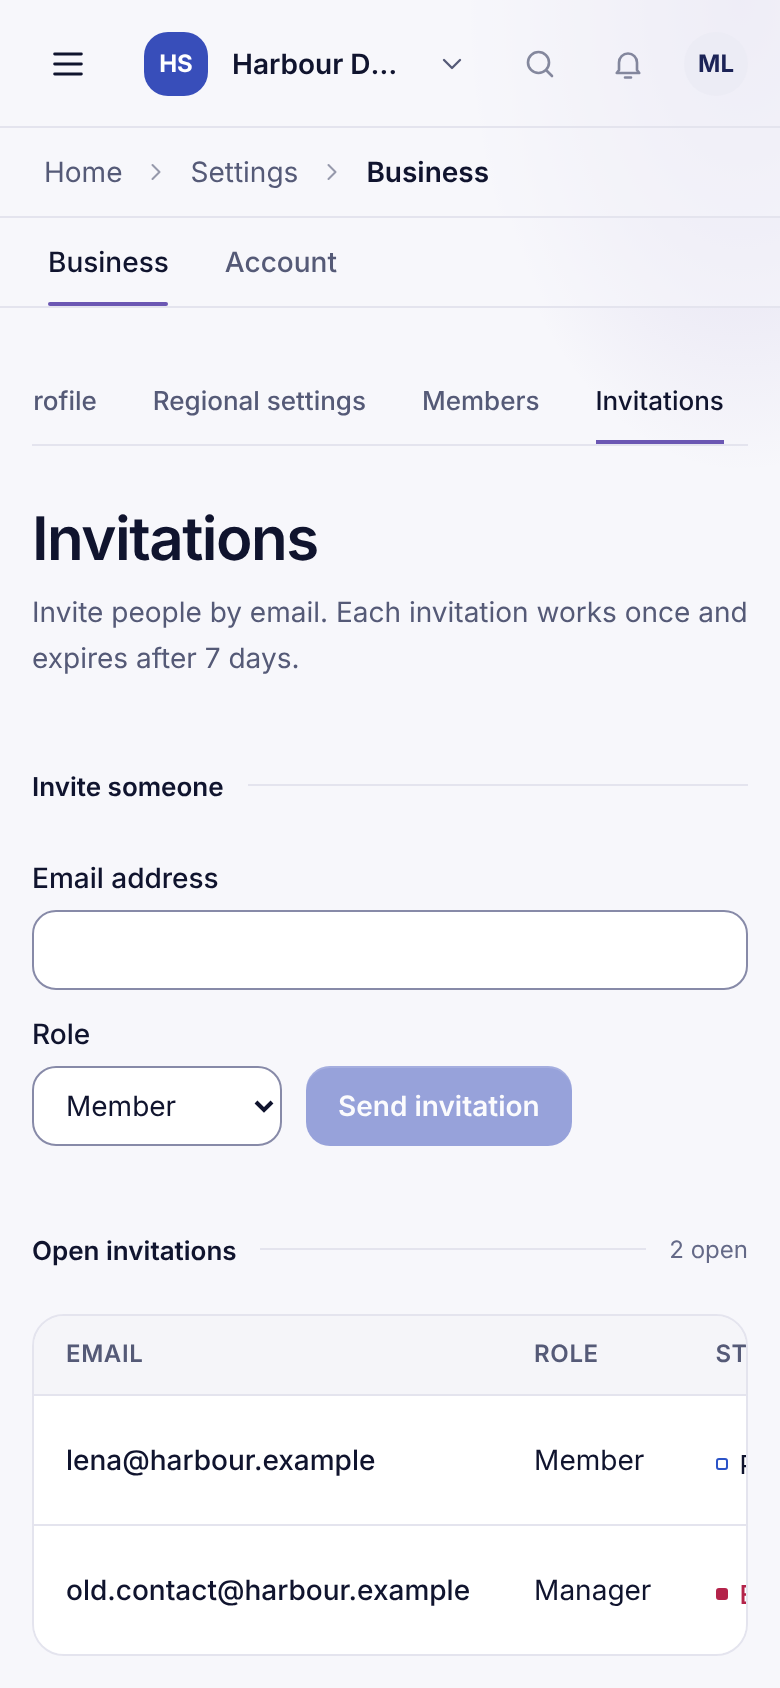 HS Harbour D... ML
Home Settings Business
Business Account
rofile Regional settings Members Invitations
Invitations
Invite people by email. Each invitation works once and
expires after 7 days.
Invite someone
Email address
Role
Member Send invitation
Open invitations 2 open
EMAIL ROLE ST
lena@harbour.example Member
old.contact@harbour.example Manager